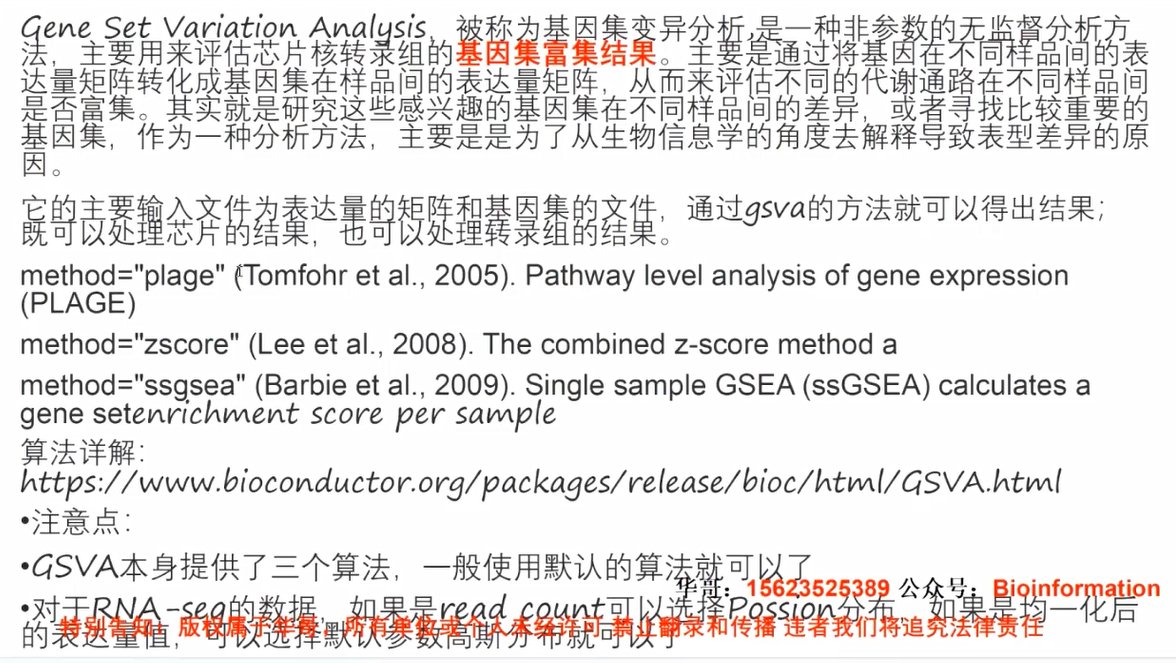 Gene Set Variation Analysis，被称为基因集变异分析,是一种非参数的无监督分析方
法，主要用来评估芯片核转录组的基因集富集结果。主要是通过将基因在不同样品间的表
达量矩阵转化成基因集在样品间的表达量矩阵，从而来评估不同的代谢通路在不同样品间
是否富集。其实就是研究这些感兴趣的基因集在不同样品间的差异，或者寻找比较重要的
基因集，作为一种分析方法，主要是是为了从生物信息学的角度去解释导致表型差异的原
因。
它的主要输入文件为表达量的矩阵和基因集的文件，通过gsva的方法就可以得出结果；
既可以处理芯片的结果，也可以处理转录组的结果。
method="plage" (Tomfohr et al., 2005). Pathway level analysis of gene expression
(PLAGE)
method="zscore" (Lee et al., 2008). The combined z-score method a
method="ssgsea" (Barbie et al., 2009). Single sample GSEA (ssGSEA) calculates a
gene setenrichment score per sample
算法详解：
https://www.bioconductor.org/packages/release/bioc/html/GSVA.html
•注意点：
•GSVA本身提供了三个算法，一般使用默认的算法就可以了
华哥：15623525389 公众号：Bioinformation
•对于RNA-seq的数据，如果是read count可以选择Possion分布，如果是均一化后
的表达量值，可以选择默认参数高斯分布就可以了
特别告知：版权属于华哥，所有单位或个人未经许可 禁止翻录和传播 违者我们将追究法律责任